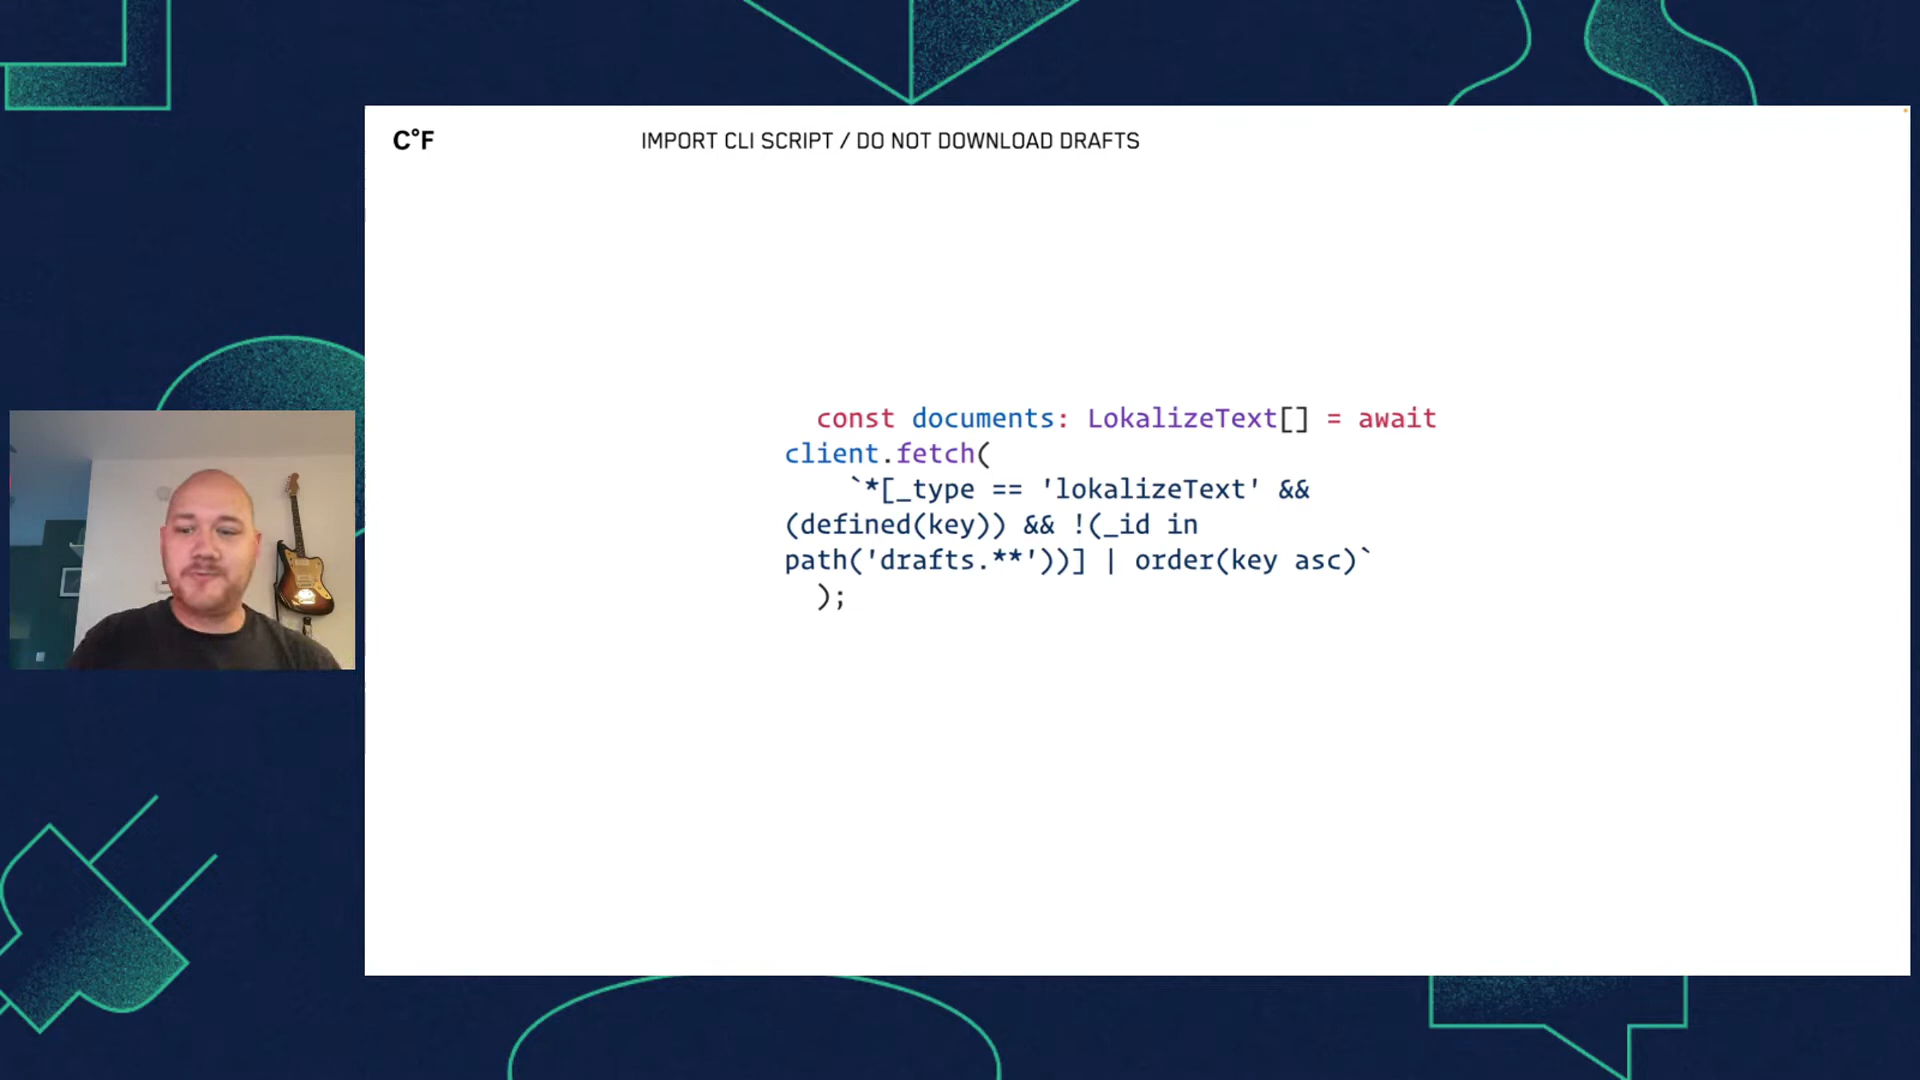 C°F
IMPORT CLI SCRIPT / DO NOT DOWNLOAD DRAFTS
const documents: LokalizeText[] = await
client.fetch(
`*[_type == 'lokalizeText' &&
(defined(key)) && !(_id in
path('drafts.**'))] | order(key asc)`
);